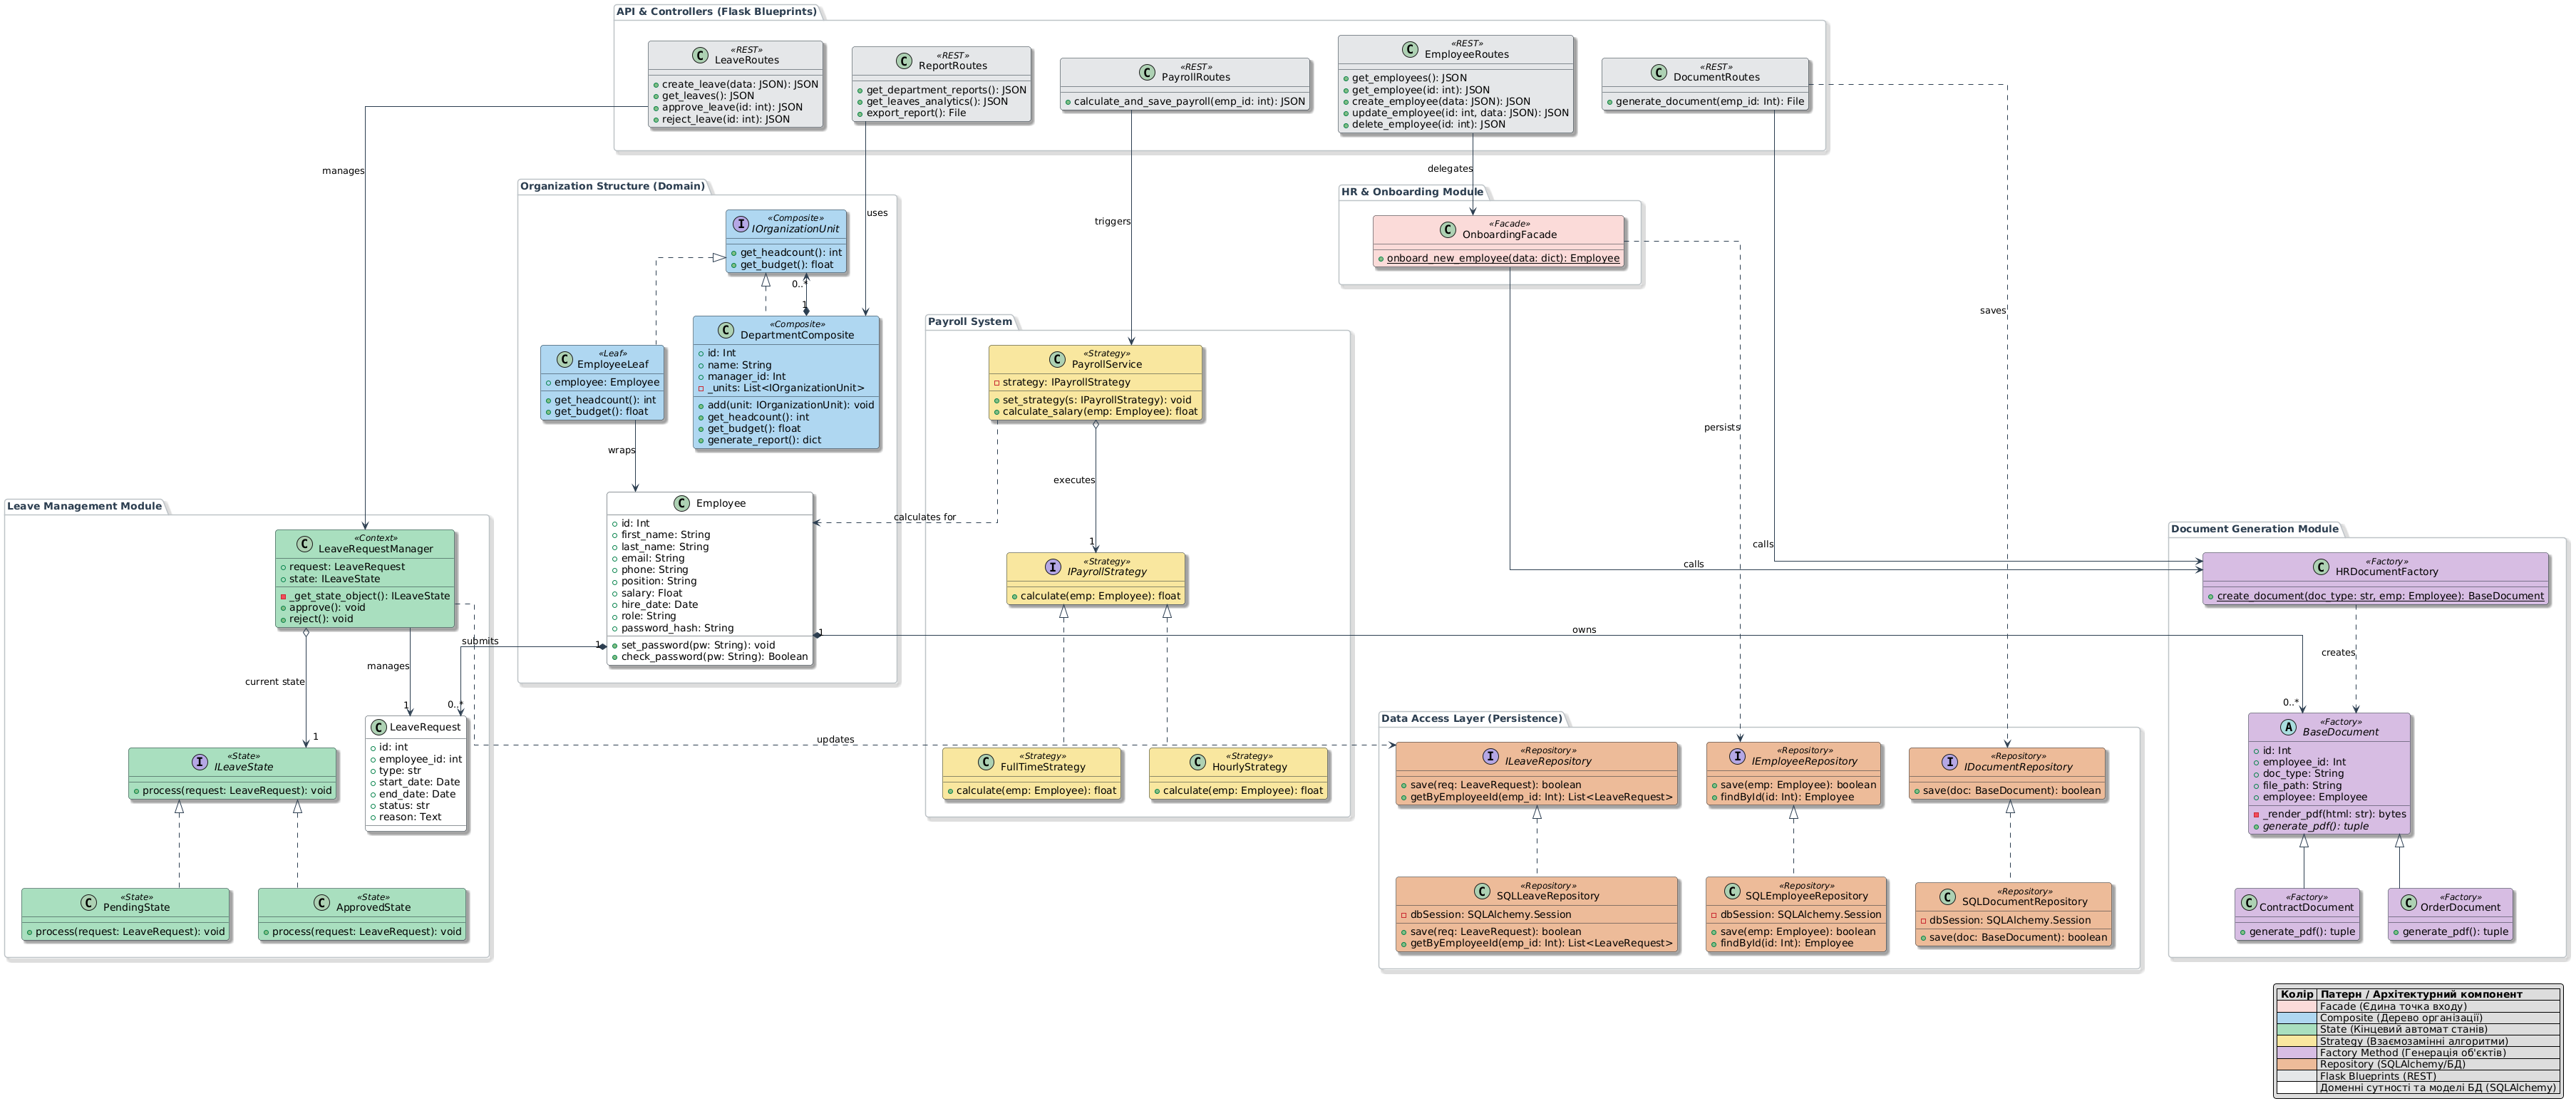 API & Controllers (Flask Blueprints)
«REST»
LeaveRoutes
create_leave(data: JSON): JSON
get_leaves(): JSON
approve_leave(id: int): JSON
reject_leave(id: int): JSON
«REST»
ReportRoutes
get_department_reports(): JSON
get_leaves_analytics(): JSON
export_report(): File
«REST»
PayrollRoutes
calculate_and_save_payroll(emp_id: int): JSON
«REST»
EmployeeRoutes
get_employees(): JSON
get_employee(id: int): JSON
create_employee(data: JSON): JSON
update_employee(id: int, data: JSON): JSON
delete_employee(id: int): JSON
«REST»
DocumentRoutes
generate_document(emp_id: Int): File
manages
uses
triggers
delegates
saves
Organization Structure (Domain)
«Composite»
IOrganizationUnit
get_headcount(): int
get_budget(): float
0..*
1
«Leaf»
EmployeeLeaf
employee: Employee
get_headcount(): int
get_budget(): float
«Composite»
DepartmentComposite
id: Int
name: String
manager_id: Int
_units: List<IOrganizationUnit>
add(unit: IOrganizationUnit): void
get_headcount(): int
get_budget(): float
generate_report(): dict
wraps
Employee
id: Int
first_name: String
last_name: String
email: String
phone: String
position: String
salary: Float
hire_date: Date
role: String
password_hash: String
set_password(pw: String): void
check_password(pw: String): Boolean
1
1
HR & Onboarding Module
«Facade»
OnboardingFacade
onboard_new_employee(data: dict): Employee
persists
calls
calls
Payroll System
«Strategy»
PayrollService
strategy: IPayrollStrategy
set_strategy(s: IPayrollStrategy): void
calculate_salary(emp: Employee): float
executes
calculates for
1
«Strategy»
IPayrollStrategy
calculate(emp: Employee): float
«Strategy»
FullTimeStrategy
calculate(emp: Employee): float
«Strategy»
HourlyStrategy
calculate(emp: Employee): float
Leave Management Module
«Context»
LeaveRequestManager
request: LeaveRequest
state: ILeaveState
_get_state_object(): ILeaveState
approve(): void
reject(): void
submits
manages
current state
1
0..*
1
LeaveRequest
id: int
employee_id: int
type: str
start_date: Date
end_date: Date
status: str
reason: Text
«State»
ILeaveState
process(request: LeaveRequest): void
«State»
PendingState
process(request: LeaveRequest): void
«State»
ApprovedState
process(request: LeaveRequest): void
updates
owns
Data Access Layer (Persistence)
«Repository»
ILeaveRepository
save(req: LeaveRequest): boolean
getByEmployeeId(emp_id: Int): List<LeaveRequest>
«Repository»
IEmployeeRepository
save(emp: Employee): boolean
findById(id: Int): Employee
«Repository»
IDocumentRepository
save(doc: BaseDocument): boolean
«Repository»
SQLLeaveRepository
dbSession: SQLAlchemy.Session
save(req: LeaveRequest): boolean
getByEmployeeId(emp_id: Int): List<LeaveRequest>
«Repository»
SQLEmployeeRepository
dbSession: SQLAlchemy.Session
save(emp: Employee): boolean
findById(id: Int): Employee
«Repository»
SQLDocumentRepository
dbSession: SQLAlchemy.Session
save(doc: BaseDocument): boolean
Document Generation Module
«Factory»
HRDocumentFactory
create_document(doc_type: str, emp: Employee): BaseDocument
creates
0..*
«Factory»
BaseDocument
id: Int
employee_id: Int
doc_type: String
file_path: String
employee: Employee
_render_pdf(html: str): bytes
generate_pdf(): tuple
«Factory»
ContractDocument
generate_pdf(): tuple
«Factory»
OrderDocument
generate_pdf(): tuple
Колір Патерн / Архітектурний компонент
Facade (Єдина точка входу)
Composite (Дерево організації)
State (Кінцевий автомат станів)
Strategy (Взаємозамінні алгоритми)
Factory Method (Генерація об'єктів)
Repository (SQLAlchemy/БД)
Flask Blueprints (REST)
Доменні сутності та моделі БД (SQLAlchemy)